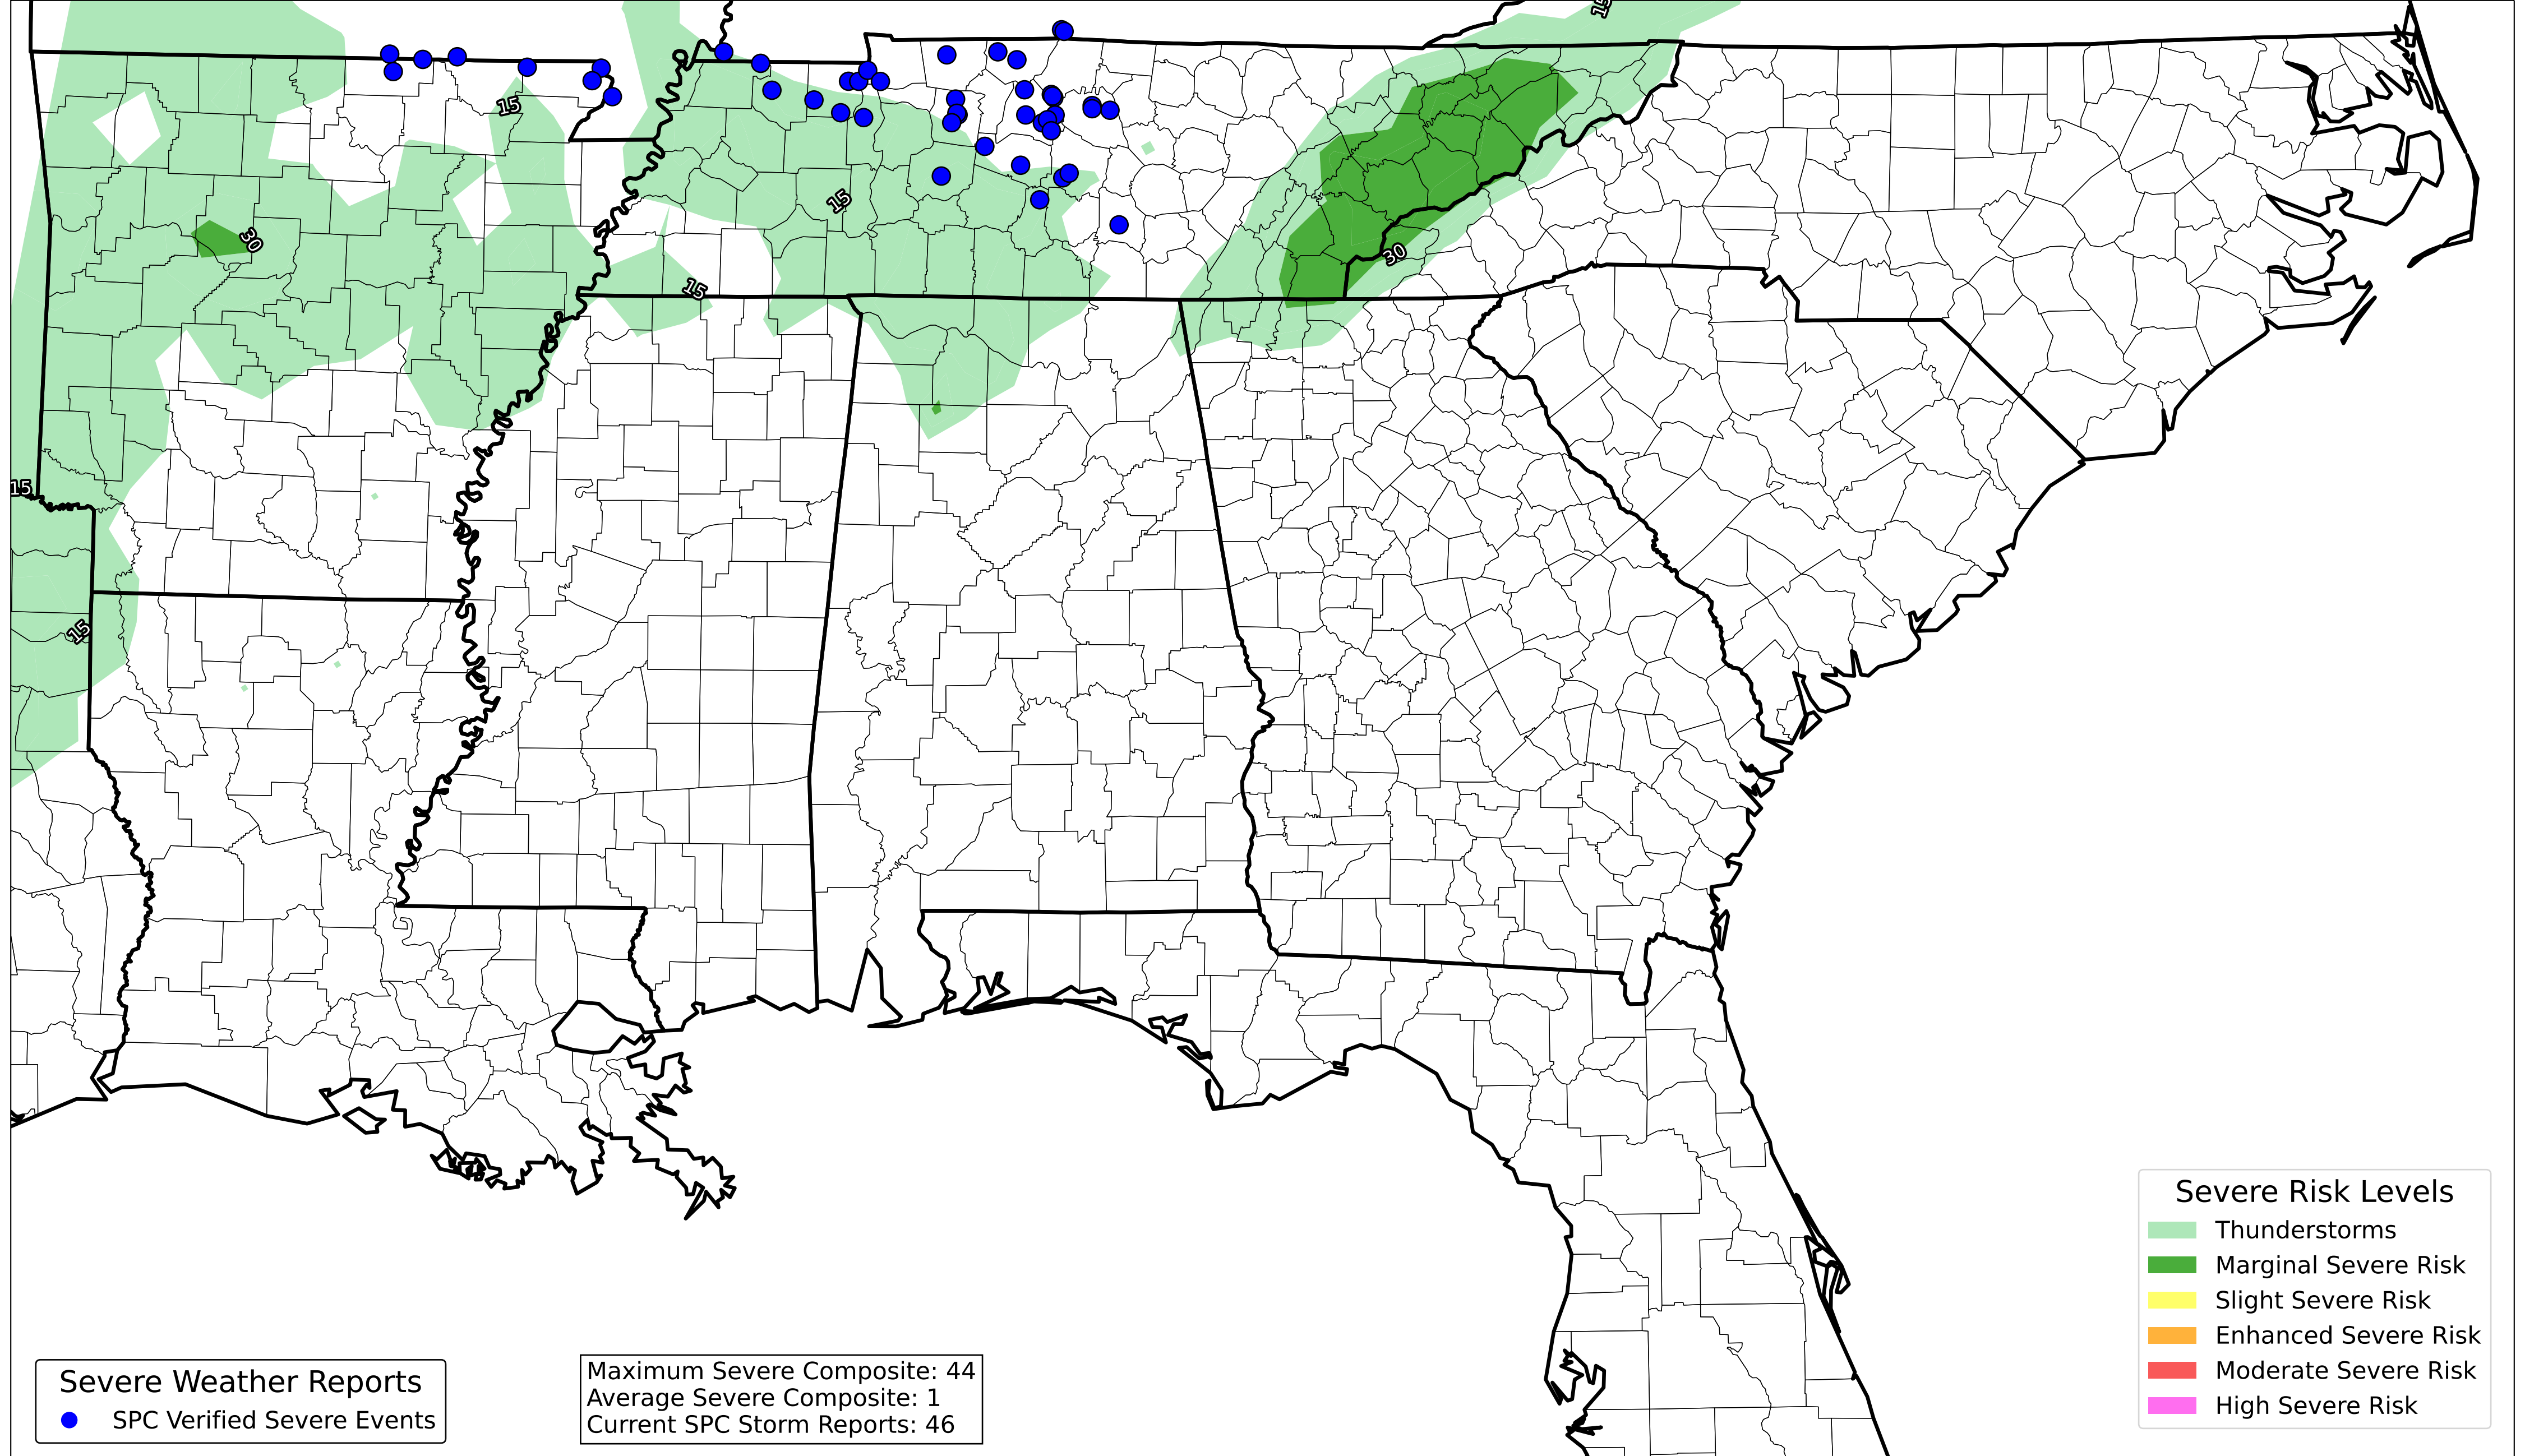 15
15
15
30
30
15
15
15
Severe Risk Levels
Thunderstorms
Marginal Severe Risk
Slight Severe Risk
Enhanced Severe Risk
Moderate Severe Risk
High Severe Risk
Severe Weather Reports
SPC Verified Severe Events
Maximum Severe Composite: 44
Average Severe Composite: 1
Current SPC Storm Reports: 46